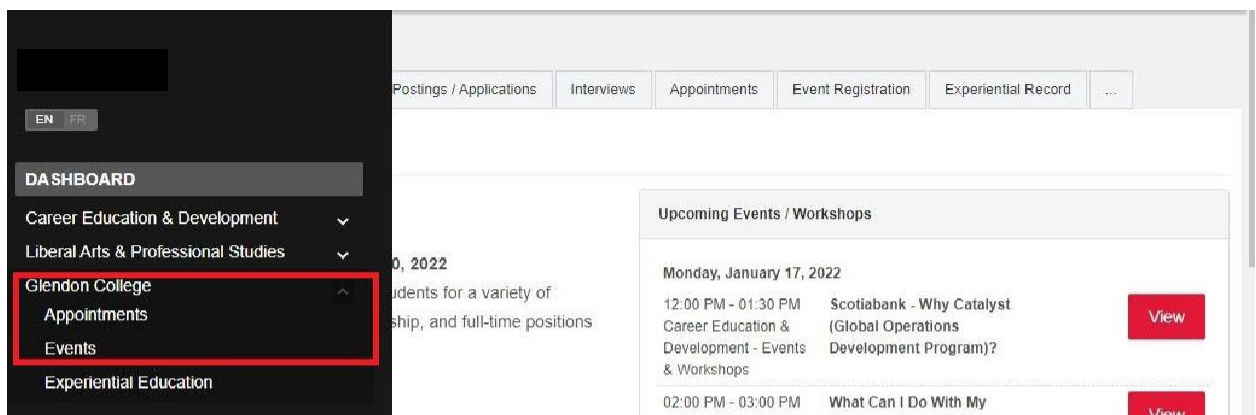 Postings / Applications Interviews Appointments Event Registration Experiential Record ...
EN FR
DASHBOARD
Career Education & Development
Liberal Arts & Professional Studies
Glendon College
Appointments
Events
Experiential Education
0, 2022
udents for a variety of
ship, and full-time positions
Upcoming Events / Workshops
Monday, January 17, 2022
12:00 PM - 01:30 PM
Career Education &
Development - Events
& Workshops
Scotiabank - Why Catalyst
(Global Operations
Development Program)?
View
02:00 PM - 03:00 PM
What Can I Do With My
View